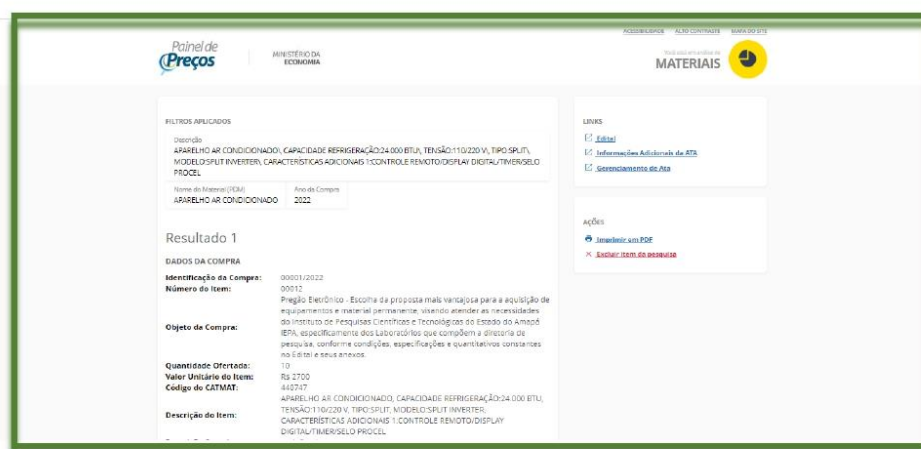 ACESSIBILIDADE ALTO CONTRASTE MAPA DO SITE
Painel de
Preços
MINISTÉRIO DA
ECONOMIA
MATERIAIS
FILTROS APLICADOS
Descrição
APARELHO AR CONDICIONADO\, CAPACIDADE REFRIGERAÇÃO:24.000 BTU\, TENSÃO:110/220 V\, TIPO:SPLIT\,
MODELO:SPLIT INVERTER\, CARACTERÍSTICAS ADICIONAIS 1:CONTROLE REMOTO/DISPLAY DIGITAL/TIMER/SELO
PROCEL
Nome do Material (PDM) Ano da Compra
APARELHO AR CONDICIONADO 2022
Resultado 1
DADOS DA COMPRA
Identificação da Compra: 00001/2022
Número do Item: 00012
Objeto da Compra: Pregão Eletrônico - Escolha da proposta mais vantajosa para a aquisição de
equipamentos e material permanente, visando atender as necessidades
do Instituto de Pesquisas Científicas e Tecnológicas do Estado do Amapá
IEPA, especificamente dos Laboratórios que compõem a diretoria de
pesquisa, conforme condições, especificações e quantitativos constantes
no Edital e seus anexos.
Quantidade Ofertada: 10
Valor Unitário do Item: R$ 2700
Código do CATMAT: 440747
Descrição do Item: APARELHO AR CONDICIONADO, CAPACIDADE REFRIGERAÇÃO:24.000 BTU,
TENSÃO:110/220 V, TIPO:SPLIT, MODELO:SPLIT INVERTER,
CARACTERÍSTICAS ADICIONAIS 1:CONTROLE REMOTO/DISPLAY
DIGITAL/TIMER/SELO PROCEL
LINKS
Edital
Informações Adicionais da ATA
Gerenciamento de Ata
AÇÕES
Imprimir em PDF
Excluir item da pesquisa